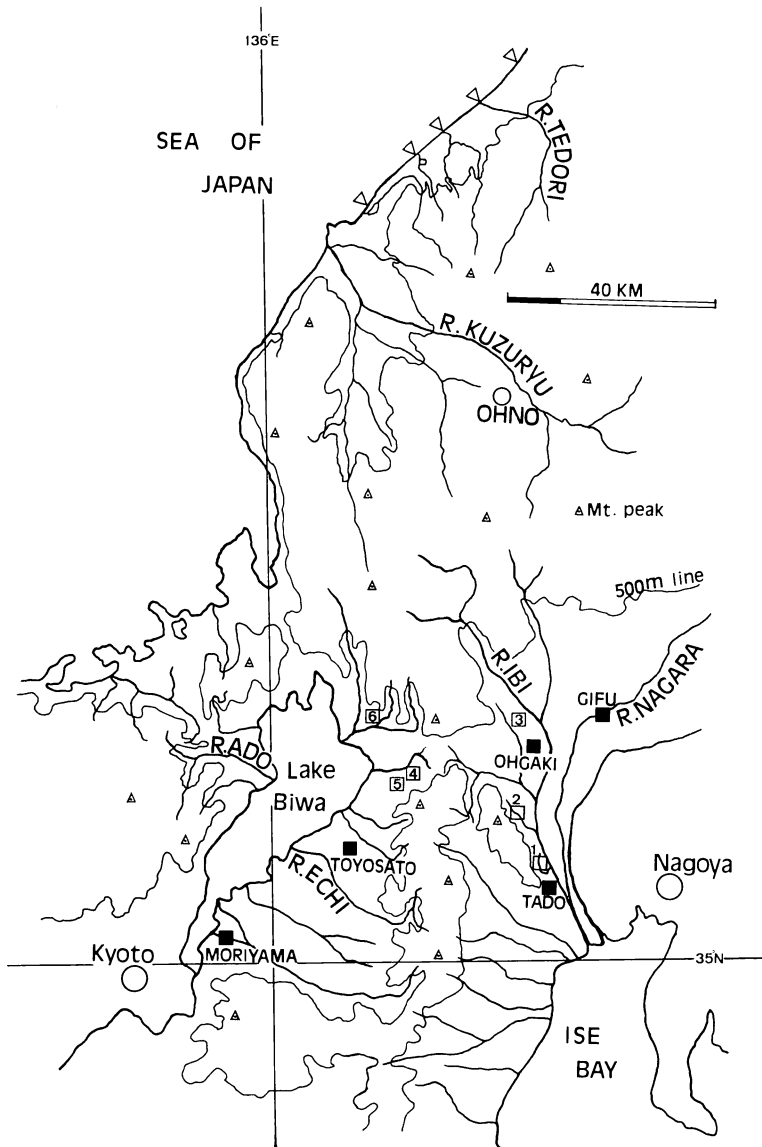 136°E
SEA OF
JAPAN
R.TEDORI
40 KM
R. KUZURYU
OHNO
Mt. peak
500m line
R.IBI
GIFU
R.NAGARA
6
3
OHGAKI
R.ADO
Lake
Biwa
4
5
2
TOYOSATO
1
Nagoya
R.ECHI
TADO
Kyoto
MORIYAMA
35°N
ISE
BAY